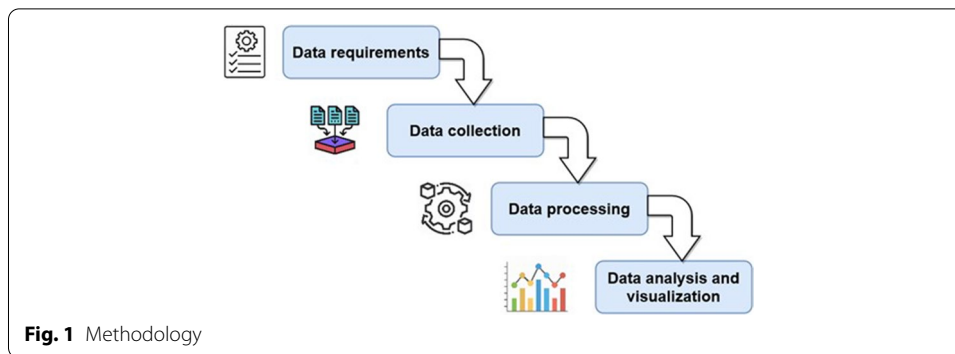 Data requirements
Data collection
Data processing
Data analysis and
visualization
Fig. 1 Methodology